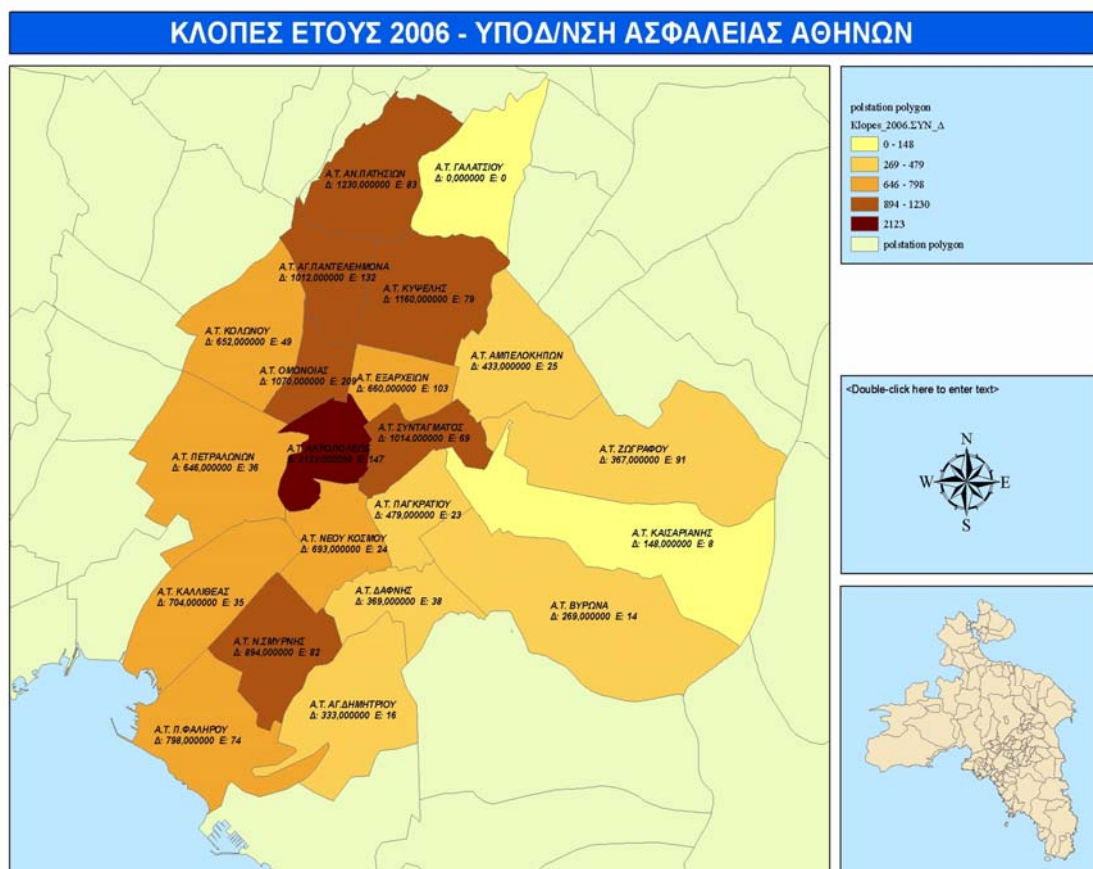 ΚΛΟΠΕΣ ΕΤΟΥΣ 2006 - ΥΠΟΔ/ΝΣΗ ΑΣΦΑΛΕΙΑΣ ΑΘΗΝΩΝ
Α.Τ. ΑΝ.ΠΑΤΗΣΙΩΝ
Δ: 1230,000000 Ε: 83
Α.Τ. ΓΑΛΑΤΣΙΟΥ
Δ: 0,000000 Ε: 0
Α.Τ. ΑΓ.ΠΑΝΤΕΛΕΗΜΟΝΑ
Δ: 1012,000000 Ε: 132
Α.Τ. ΚΥΨΕΛΗΣ
Δ: 1160,000000 Ε: 79
Α.Τ. ΚΟΛΩΝΟΥ
Δ: 652,000000 Ε: 49
Α.Τ. ΑΜΠΕΛΟΚΗΠΩΝ
Δ: 433,000000 Ε: 25
Α.Τ. ΟΜΟΝΟΙΑΣ
Δ: 1070,000000 Ε: 209
Α.Τ. ΕΞΑΡΧΕΙΩΝ
Δ: 660,000000 Ε: 103
Α.Τ. ΣΥΝΤΑΓΜΑΤΟΣ
Δ: 1014,000000 Ε: 69
Α.Τ. ΑΚΡΟΠΟΛΕΩΣ
Δ: 2123,000000 Ε: 147
Α.Τ. ΖΩΓΡΑΦΟΥ
Δ: 367,000000 Ε: 91
Α.Τ. ΠΕΤΡΑΛΩΝΩΝ
Δ: 646,000000 Ε: 36
Α.Τ. ΠΑΓΚΡΑΤΙΟΥ
Δ: 479,000000 Ε: 23
Α.Τ. ΚΑΙΣΑΡΙΑΝΗΣ
Δ: 148,000000 Ε: 8
Α.Τ. ΝΕΟΥ ΚΟΣΜΟΥ
Δ: 693,000000 Ε: 24
Α.Τ. ΚΑΛΛΙΘΕΑΣ
Δ: 704,000000 Ε: 35
Α.Τ. ΔΑΦΝΗΣ
Δ: 369,000000 Ε: 38
Α.Τ. ΒΥΡΩΝΑ
Δ: 269,000000 Ε: 14
Α.Τ. Ν.ΣΜΥΡΝΗΣ
Δ: 894,000000 Ε: 82
Α.Τ. ΑΓ.ΔΗΜΗΤΡΙΟΥ
Δ: 333,000000 Ε: 16
Α.Τ. Π.ΦΑΛΗΡΟΥ
Δ: 798,000000 Ε: 74
polstation polygon
Klopes_2006.ΣΥΝ_Δ
0 - 148
269 - 479
646 - 798
894 - 1230
2123
polstation polygon
<Double-click here to enter text>
N
W E
S